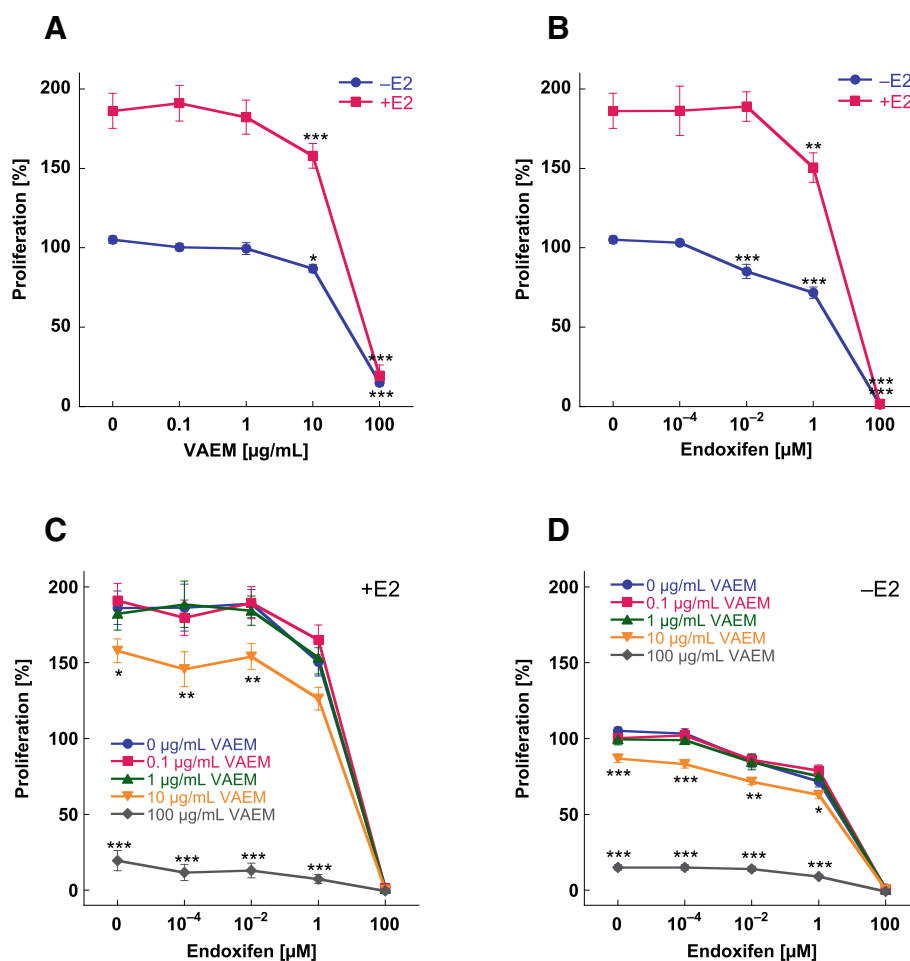 A
200
150
100
50
0
Proliferation [%]
–E2
+E2
***
*
***
***
0 0.1 1 10 100
VAEM [µg/mL]
B
200
150
100
50
0
Proliferation [%]
–E2
+E2
**
***
***
***
***
0 10⁻⁴ 10⁻² 1 100
Endoxifen [µM]
C
200
150
100
50
0
Proliferation [%]
+E2
* ** **
0 µg/mL VAEM
0.1 µg/mL VAEM
1 µg/mL VAEM
10 µg/mL VAEM
100 µg/mL VAEM
*** *** *** ***
0 10⁻⁴ 10⁻² 1 100
Endoxifen [µM]
D
200
150
100
50
0
Proliferation [%]
–E2
0 µg/mL VAEM
0.1 µg/mL VAEM
1 µg/mL VAEM
10 µg/mL VAEM
100 µg/mL VAEM
*** *** ** *
*** *** *** ***
0 10⁻⁴ 10⁻² 1 100
Endoxifen [µM]